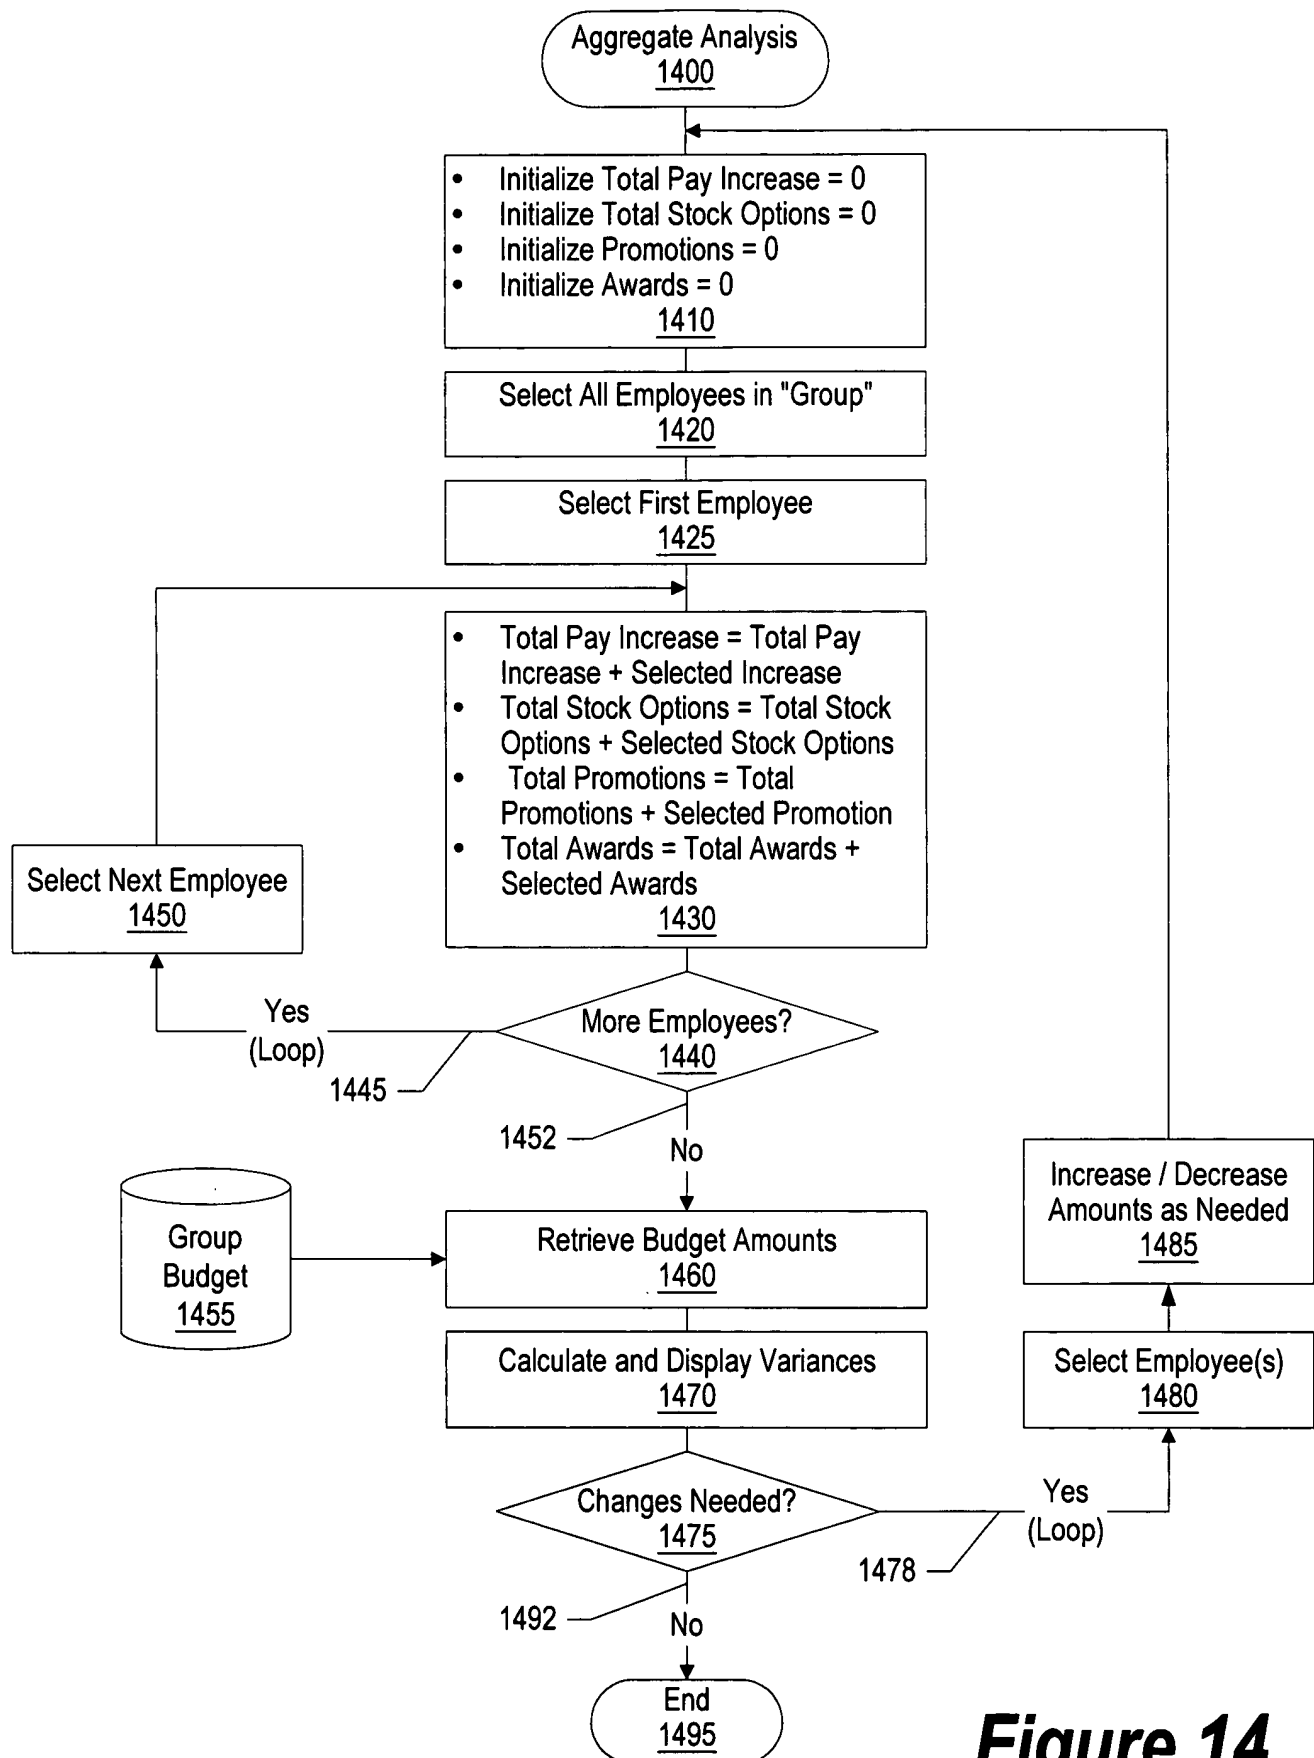 Aggregate Analysis
1400
• Initialize Total Pay Increase = 0
• Initialize Total Stock Options = 0
• Initialize Promotions = 0
• Initialize Awards = 0
1410
Select All Employees in "Group"
1420
Select First Employee
1425
• Total Pay Increase = Total Pay
Increase + Selected Increase
• Total Stock Options = Total Stock
Options + Selected Stock Options
• Total Promotions = Total
Promotions + Selected Promotion
• Total Awards = Total Awards +
Selected Awards
1430
Select Next Employee
1450
Yes
(Loop)
1445
More Employees?
1440
1452
No
Group
Budget
1455
Retrieve Budget Amounts
1460
Calculate and Display Variances
1470
Increase / Decrease
Amounts as Needed
1485
Select Employee(s)
1480
Changes Needed?
1475
Yes
(Loop)
1478
1492
No
End
1495
Figure 14